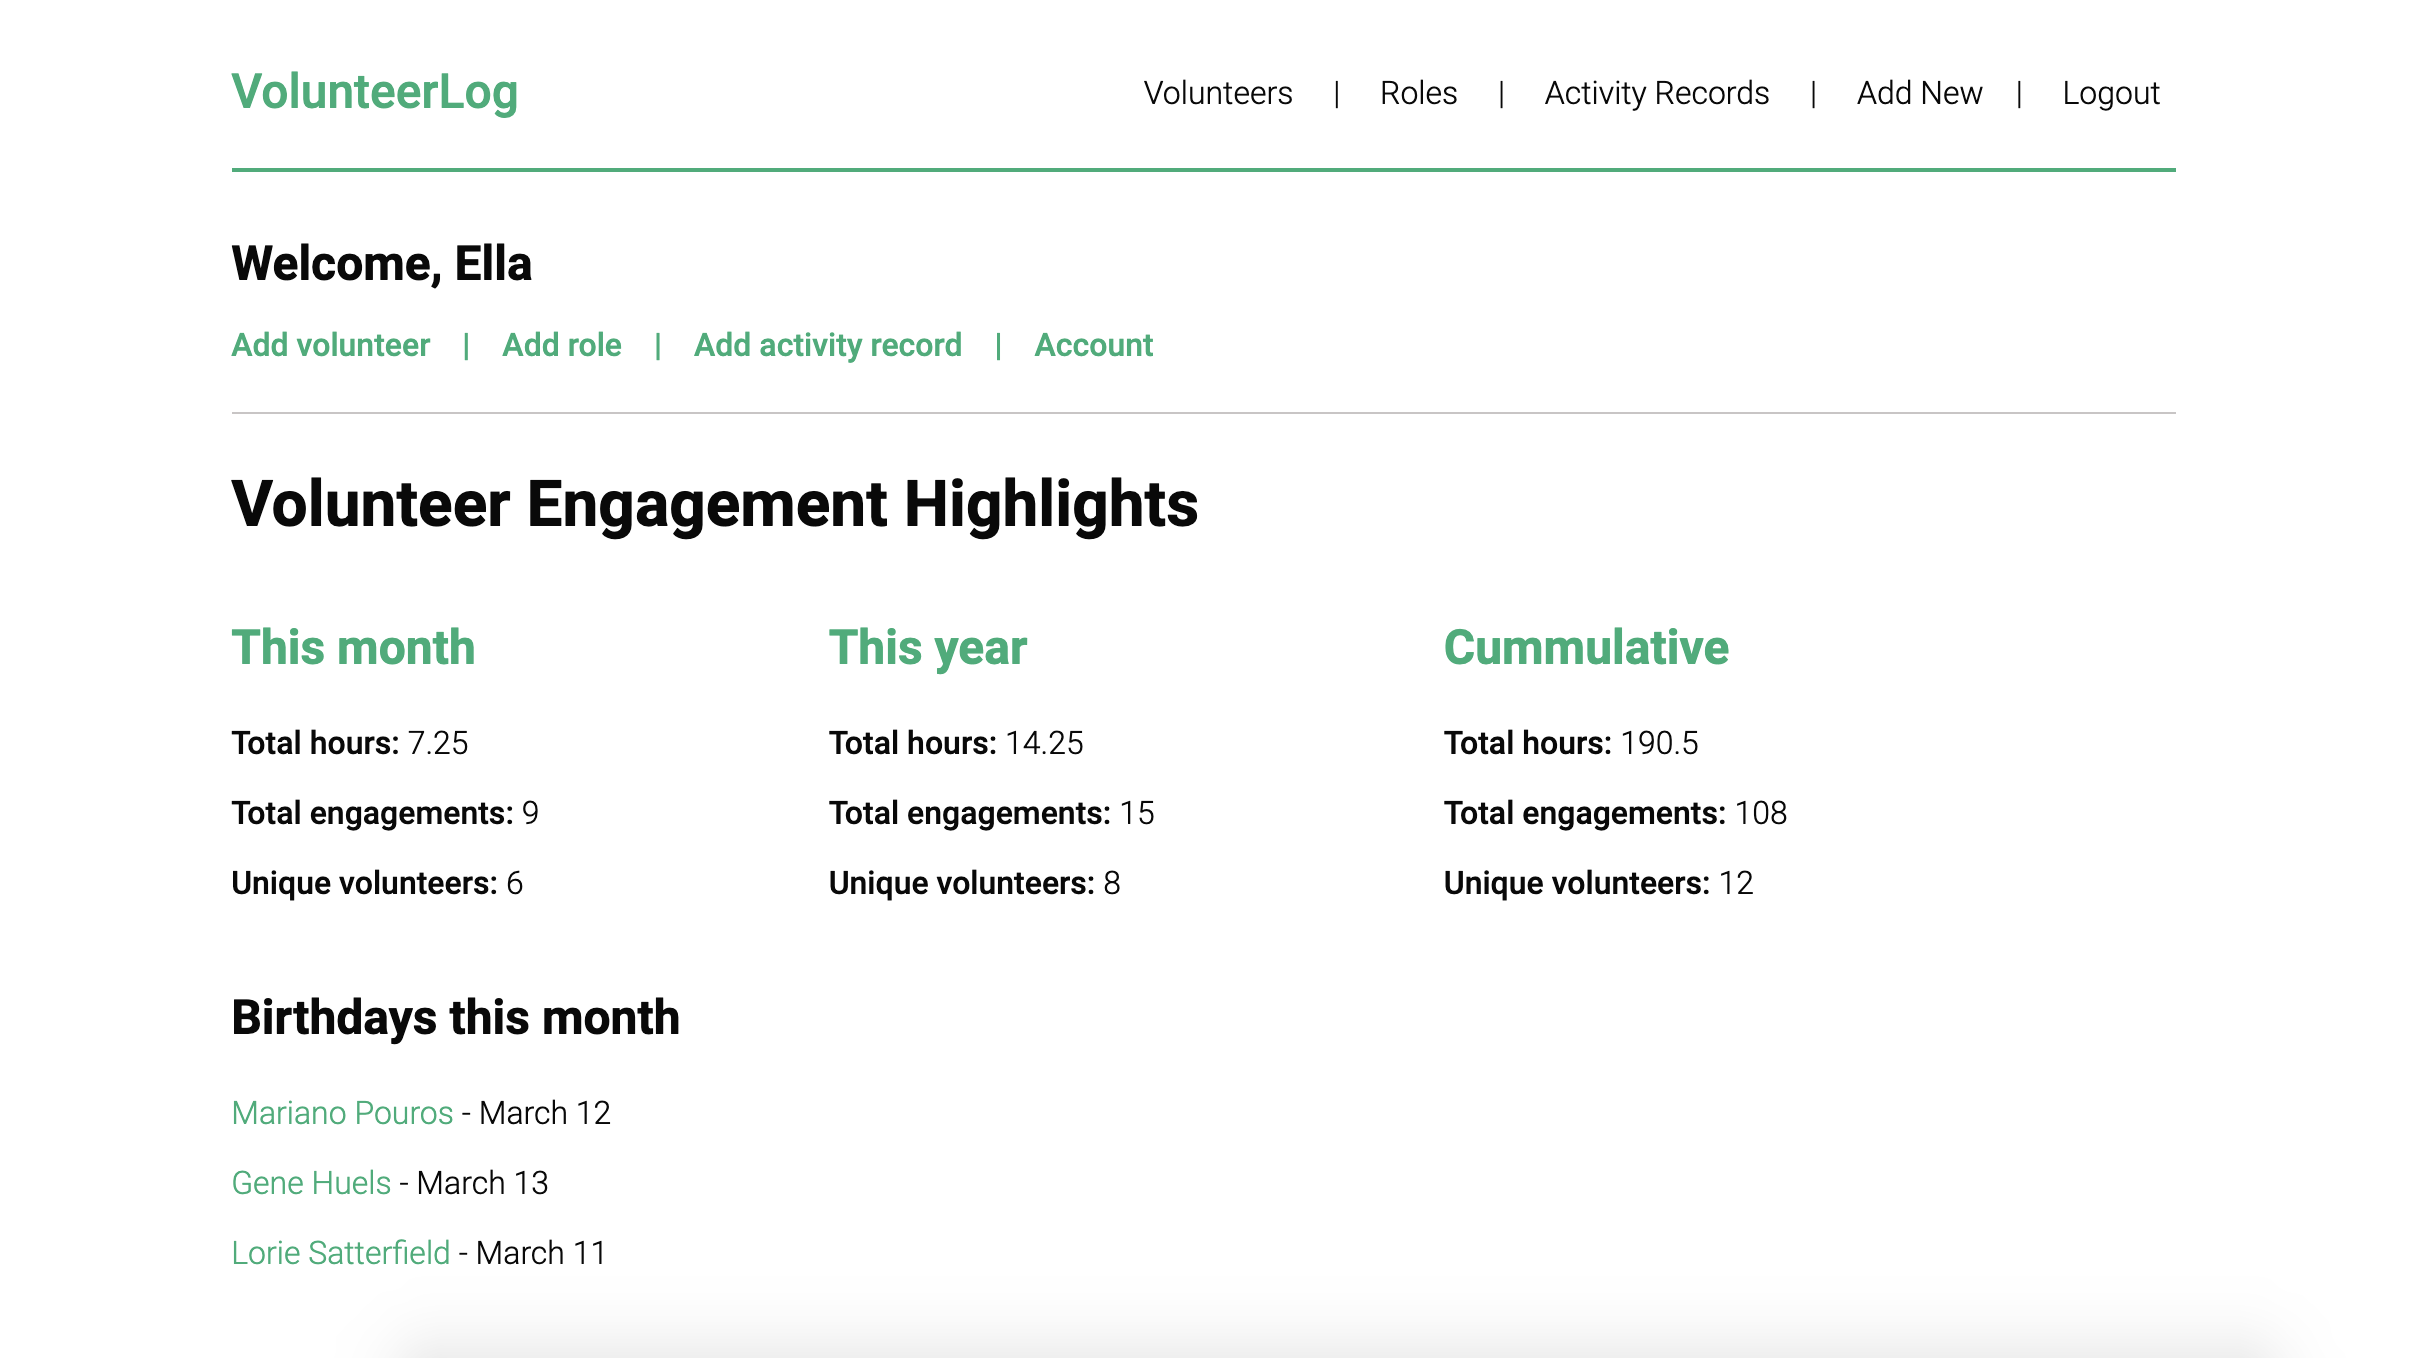 VolunteerLog
Volunteers | Roles | Activity Records | Add New | Logout
Welcome, Ella
Add volunteer | Add role | Add activity record | Account
Volunteer Engagement Highlights
This month
Total hours: 7.25
Total engagements: 9
Unique volunteers: 6
This year
Total hours: 14.25
Total engagements: 15
Unique volunteers: 8
Cummulative
Total hours: 190.5
Total engagements: 108
Unique volunteers: 12
Birthdays this month
Mariano Pouros - March 12
Gene Huels - March 13
Lorie Satterfield - March 11